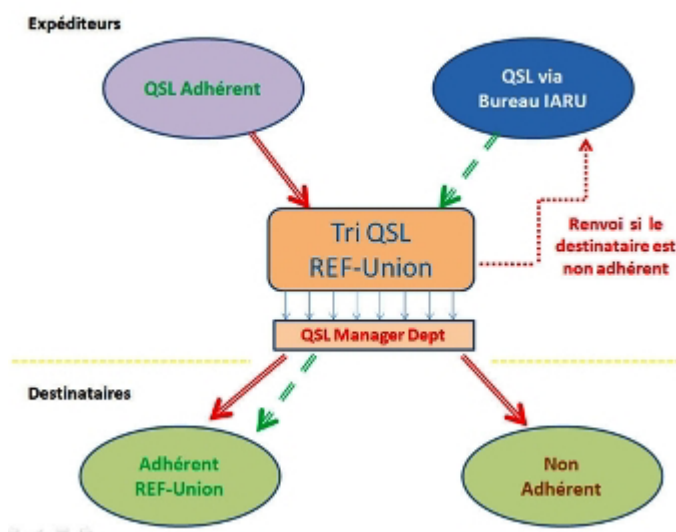 Expéditeurs
QSL Adhérent
QSL via
Bureau IARU
Tri QSL
REF-Union
Renvoi si le
destinataire est
non adhérent
QSL Manager Dept
Destinataires
Adhérent
REF-Union
Non
Adhérent